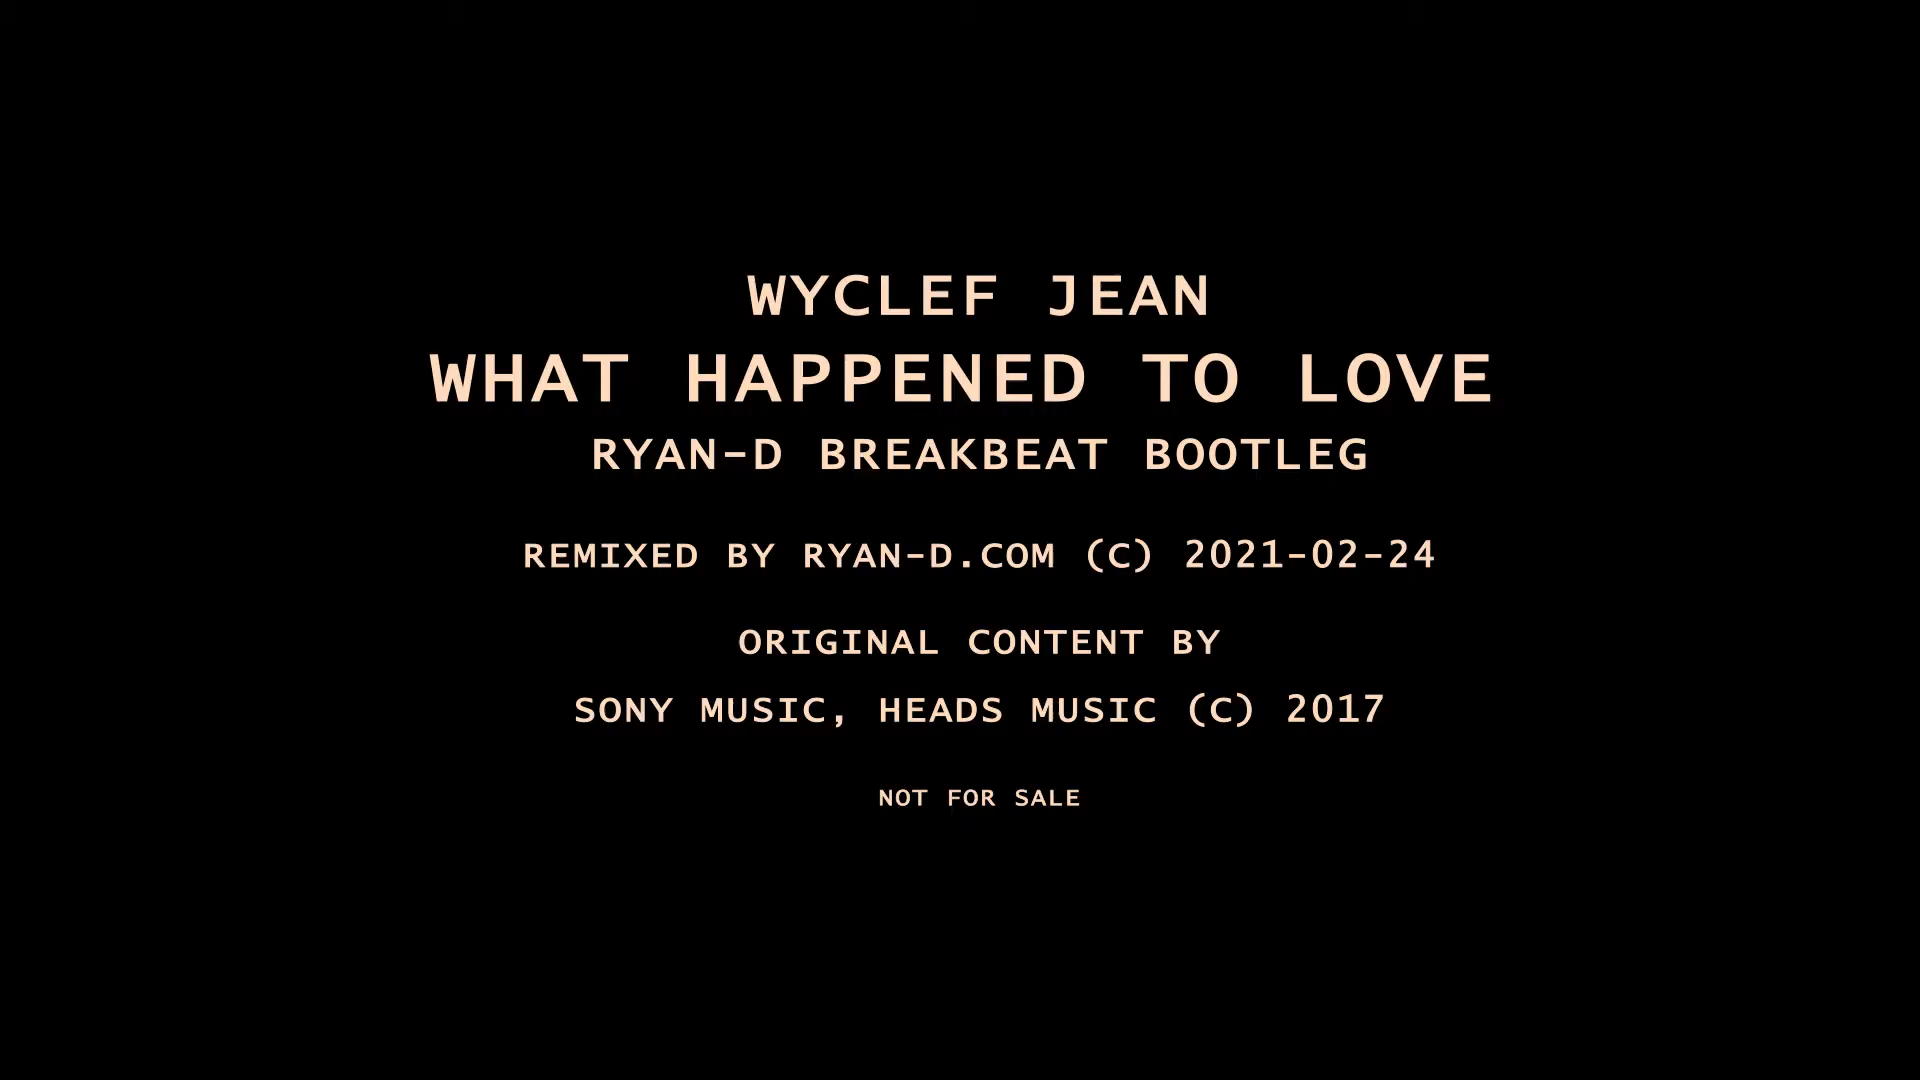 WYCLEF JEAN
WHAT HAPPENED TO LOVE
RYAN-D BREAKBEAT BOOTLEG
REMIXED BY RYAN-D.COM (C) 2021-02-24
ORIGINAL CONTENT BY
SONY MUSIC, HEADS MUSIC (C) 2017
NOT FOR SALE